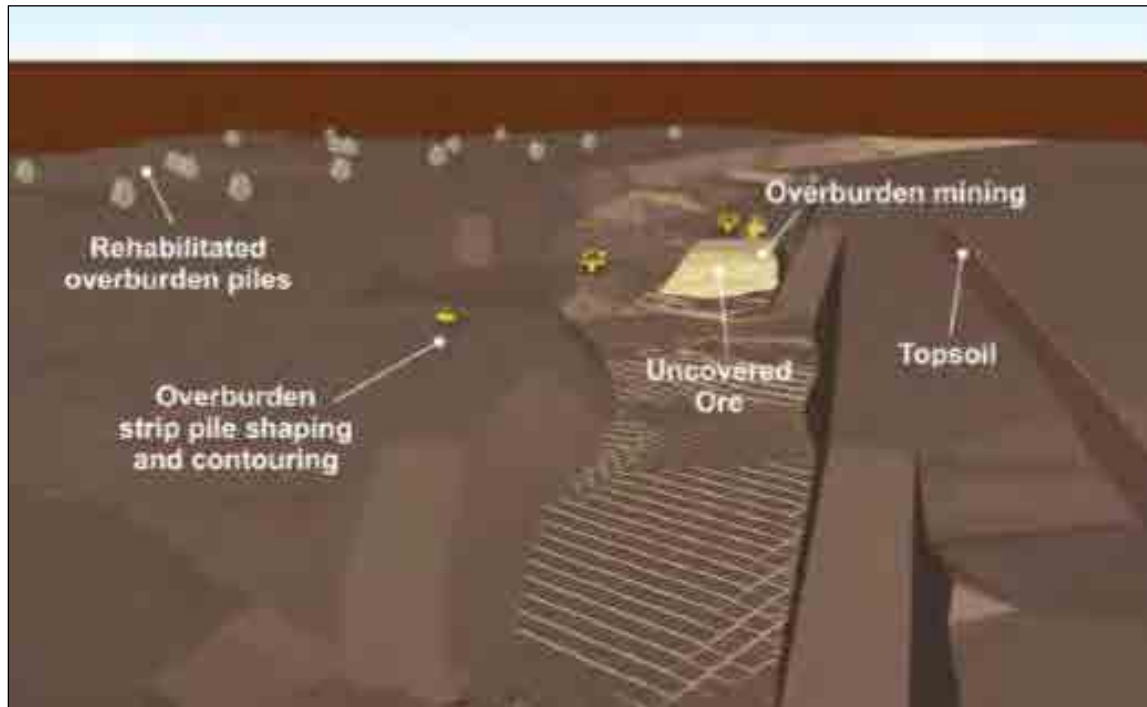 Overburden mining
Rehabilitated
overburden piles
Topsoil
Uncovered
Ore
Overburden
strip pile shaping
and contouring